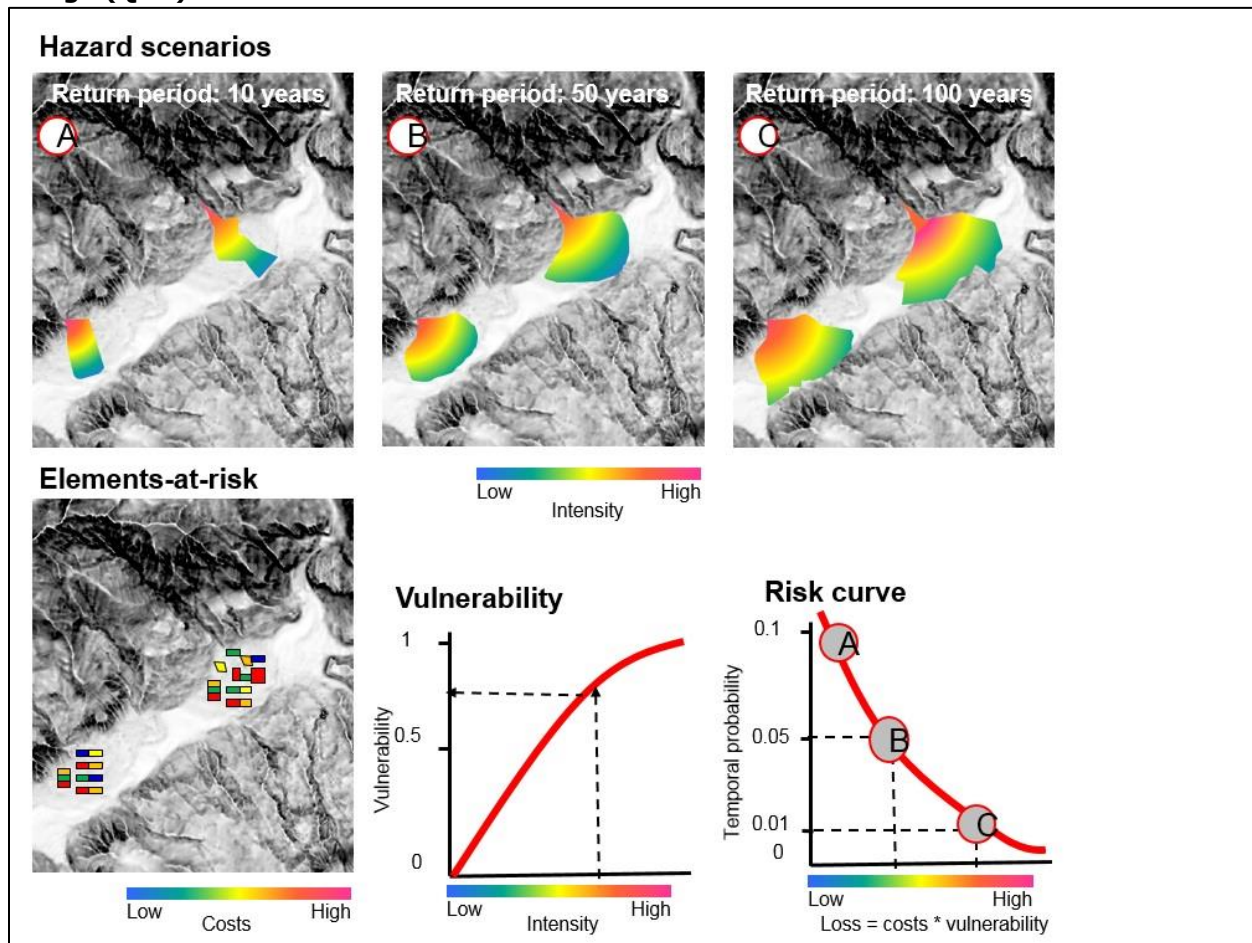 Hazard scenarios
Return period: 10 years
A
Return period: 50 years
B
Return period: 100 years
C
Elements-at-risk
Low High
Intensity
Low High
Costs
Vulnerability
1
0.5
0
Vulnerability
Low High
Intensity
Risk curve
0.1
0.05
0.01
0
Temporal probability
A
B
C
Low High
Loss = costs * vulnerability